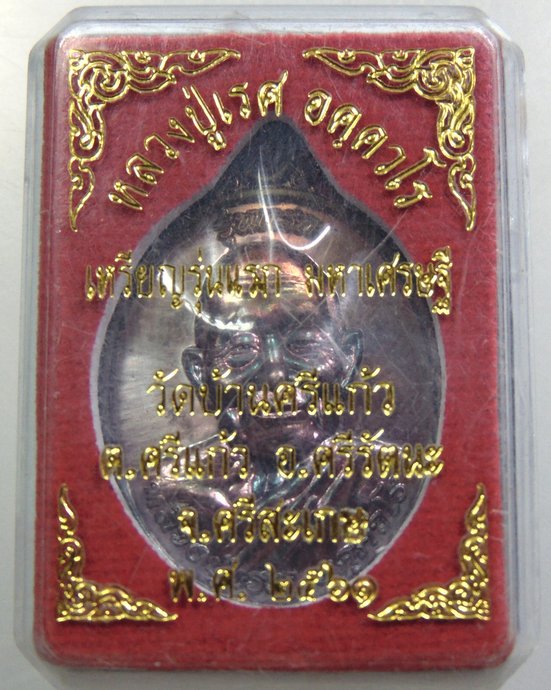 หลวงปู่เรศ อคฺควโร
เหรียญรุ่นแรก มหาเศรษฐี
วัดบ้านศรีแก้ว
ต.ศรีแก้ว อ.ศรีรัตนะ
จ.ศรีสะเกษ
พ.ศ. ๒๕๖๑